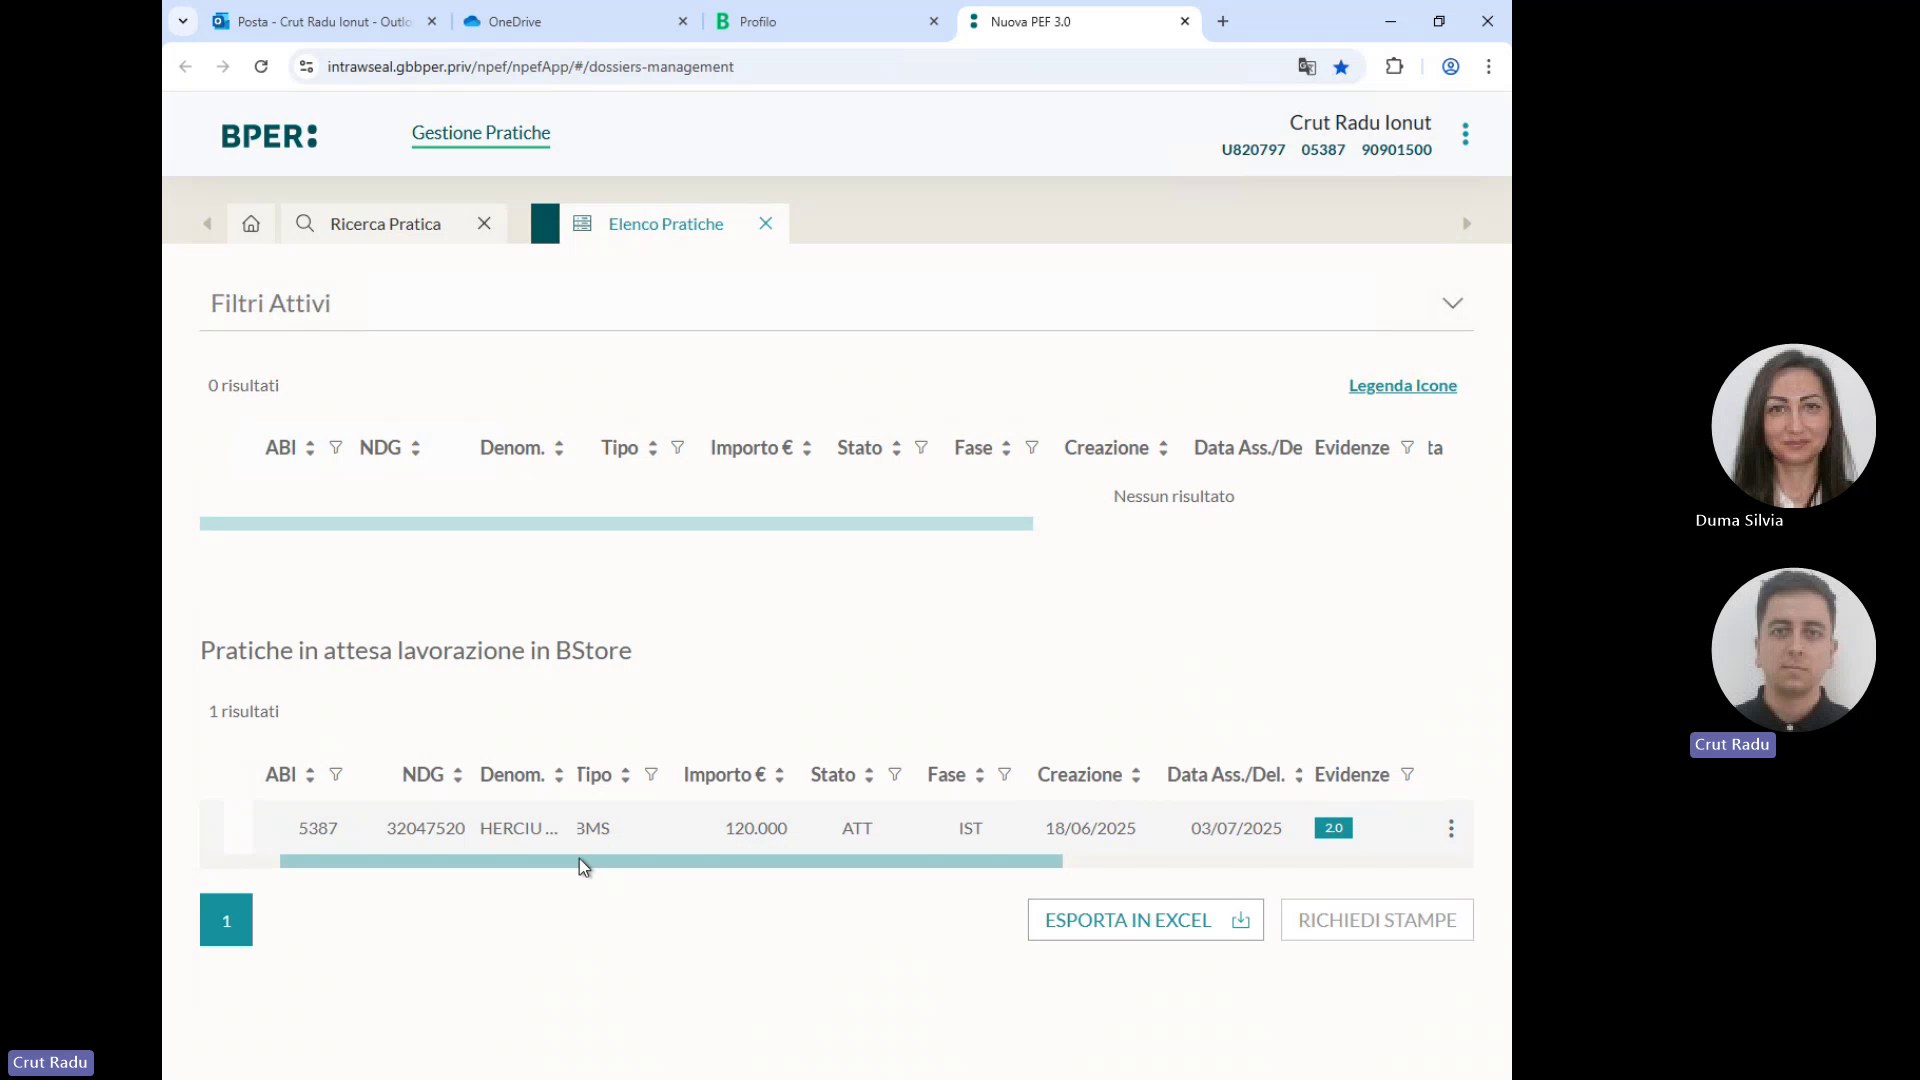 Posta - Crut Radu Ionut - Outlo
OneDrive
Profilo
Nuova PEF 3.0
intrawseal.gbbper.priv/npef/npefApp/#/dossiers-management
BPER:
Gestione Pratiche
Crut Radu Ionut
U820797 05387 90901500
Ricerca Pratica
Elenco Pratiche
Filtri Attivi
0 risultati
Legenda Icone
ABI NDG Denom. Tipo Importo € Stato Fase Creazione Data Ass./De Evidenze ta
Nessun risultato
Pratiche in attesa lavorazione in BStore
1 risultati
ABI NDG Denom. Tipo Importo € Stato Fase Creazione Data Ass./Del. Evidenze
5387 32047520 HERCIU ... 3MS 120.000 ATT IST 18/06/2025 03/07/2025 2.0
1
ESPORTA IN EXCEL
RICHIEDI STAMPE
Duma Silvia
Crut Radu
Crut Radu